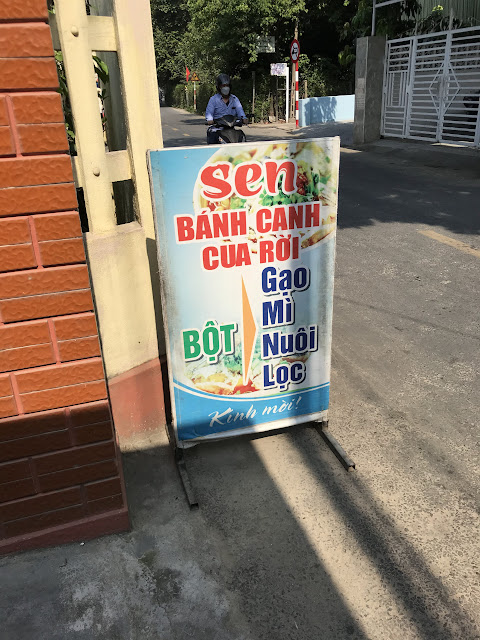 sen
BÁNH CANH
CUA RỜI
BỘT
Gạo
Mì
Nuôi
Lọc
Kính mời!